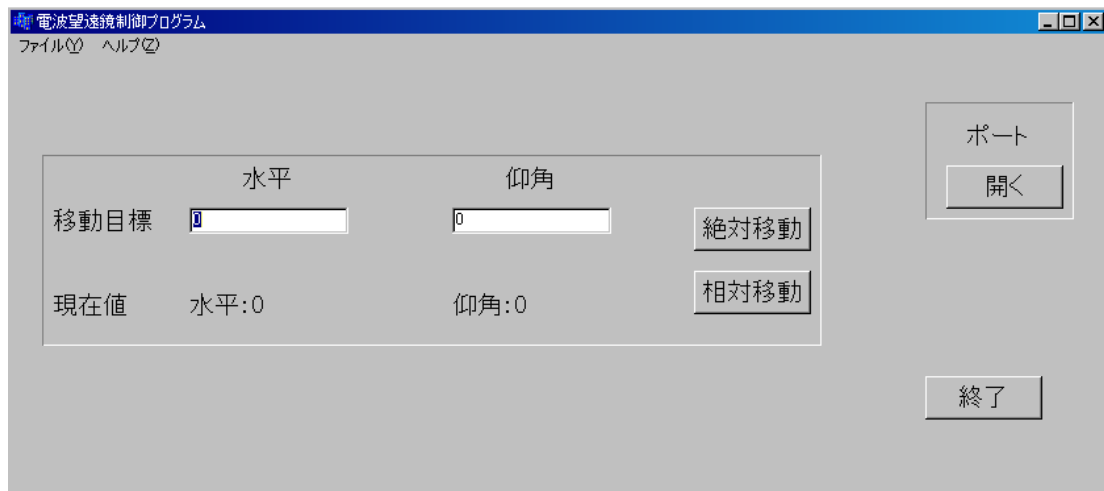 電波望遠鏡制御プログラム
ファイル(Y) ヘルプ(Z)
ポート
開く
水平 仰角
移動目標 0 0 絶対移動
相対移動
現在値 水平:0 仰角:0
終了